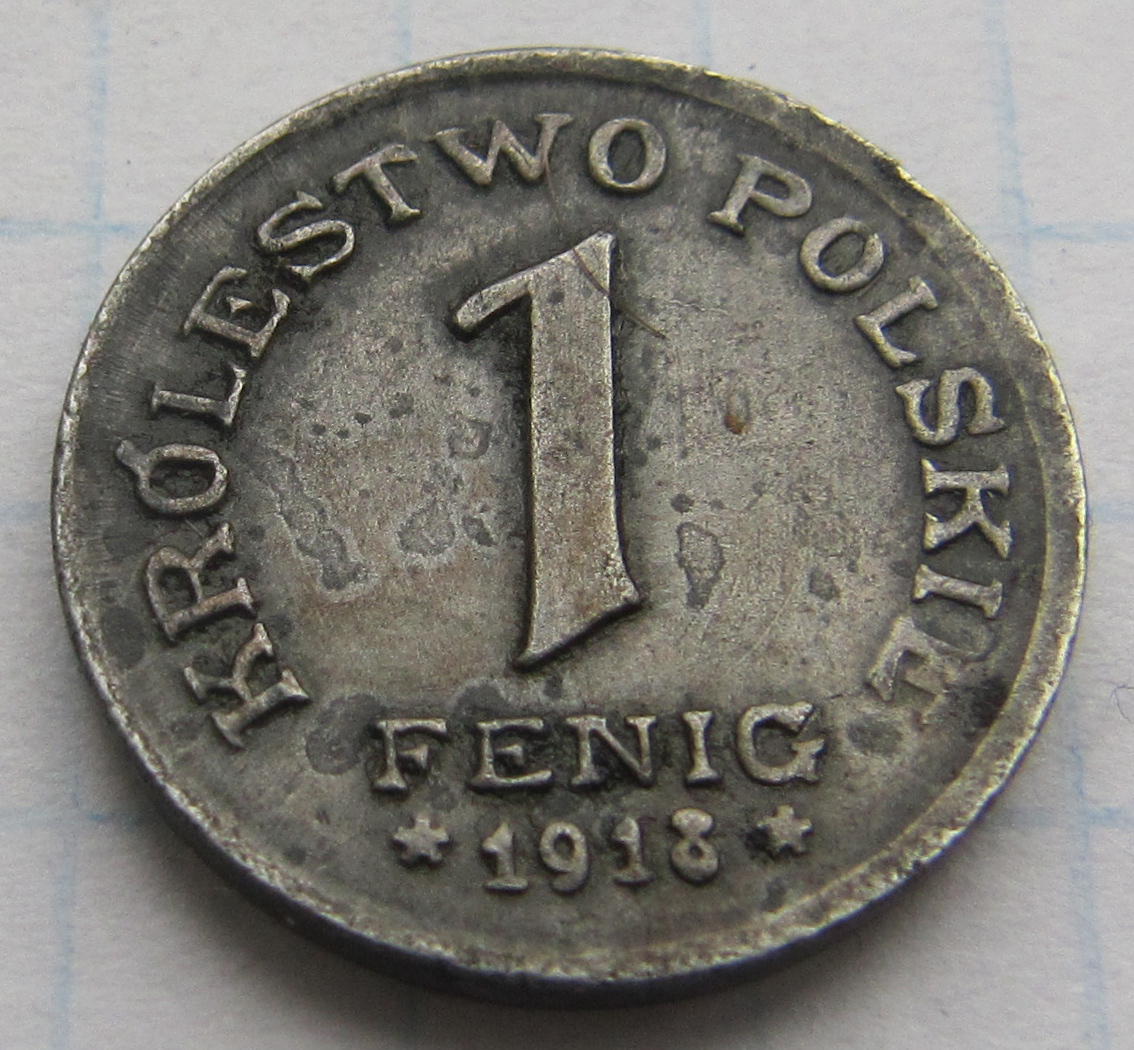 KRÓLESTWO POLSKIE
1
FENIG
* 1918 *